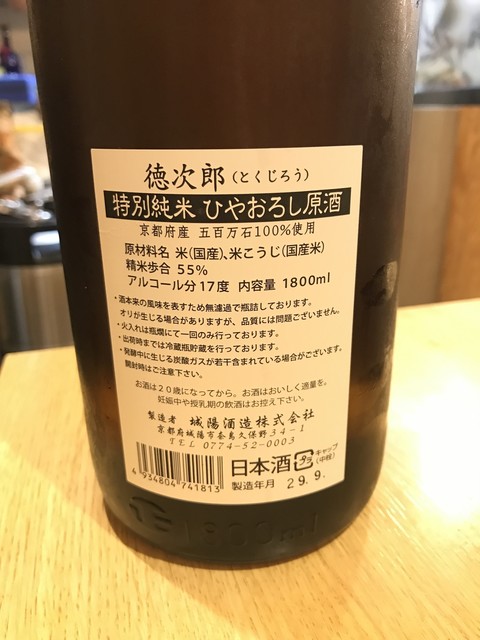 徳次郎(とくじろう)
特別純米 ひやおろし原酒
京都府産 五百万石100%使用
原材料名 米(国産)、米こうじ(国産米)
精米歩合 55%
アルコール分 17度 内容量 1800ml
・酒本来の風味を表すため無濾過で瓶詰しております。
オリが生じる場合がありますが、品質には問題ございません。
・火入れは瓶燗にて一回のみ行っております。
・出荷時までは冷蔵瓶貯蔵を行っております。
・発酵中に生じる炭酸ガスが若干含まれている場合がございます。
開封時はご注意下さい。
お酒は20歳になってから。お酒はおいしく適量を。
妊娠中や授乳期の飲酒はお控え下さい。
製造者 城陽酒造株式会社
京都府城陽市奈島久保野34-1
TEL 0774-52-0003
4 934804 741813
日本酒 プラ キャップ
(中栓)
製造年月 29.9.
1800ml